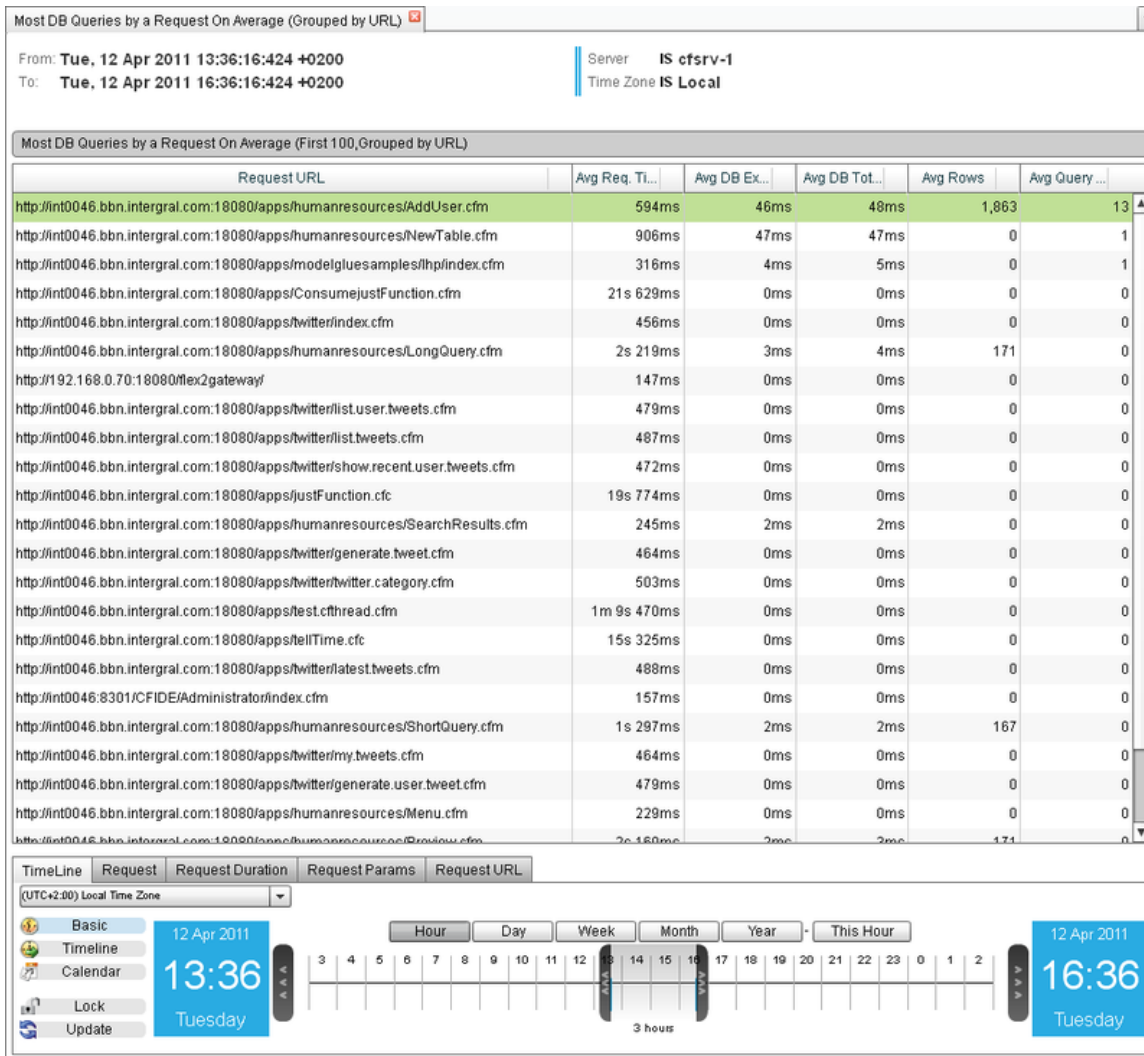 Most DB Queries by a Request On Average (Grouped by URL)
From: Tue, 12 Apr 2011 13:36:16:424 +0200 Server IS cfsrv-1
To: Tue, 12 Apr 2011 16:36:16:424 +0200 Time Zone IS Local
Most DB Queries by a Request On Average (First 100,Grouped by URL)
Request URL Avg Req. Ti... Avg DB Ex... Avg DB Tot... Avg Rows Avg Query ...
http://int0046.bbn.intergral.com:18080/apps/humanresources/AddUser.cfm 594ms 46ms 48ms 1,863 13
http://int0046.bbn.intergral.com:18080/apps/humanresources/NewTable.cfm 906ms 47ms 47ms 0 1
http://int0046.bbn.intergral.com:18080/apps/modelgluesamples/lhp/index.cfm 316ms 4ms 5ms 0 1
http://int0046.bbn.intergral.com:18080/apps/ConsumejustFunction.cfm 21s 629ms 0ms 0ms 0 0
http://int0046.bbn.intergral.com:18080/apps/twitter/index.cfm 456ms 0ms 0ms 0 0
http://int0046.bbn.intergral.com:18080/apps/humanresources/LongQuery.cfm 2s 219ms 3ms 4ms 171 0
http://192.168.0.70:18080/flex2gateway/ 147ms 0ms 0ms 0 0
http://int0046.bbn.intergral.com:18080/apps/twitter/list.user.tweets.cfm 479ms 0ms 0ms 0 0
http://int0046.bbn.intergral.com:18080/apps/twitter/list.tweets.cfm 487ms 0ms 0ms 0 0
http://int0046.bbn.intergral.com:18080/apps/twitter/show.recent.user.tweets.cfm 472ms 0ms 0ms 0 0
http://int0046.bbn.intergral.com:18080/apps/justFunction.cfc 19s 774ms 0ms 0ms 0 0
http://int0046.bbn.intergral.com:18080/apps/humanresources/SearchResults.cfm 245ms 2ms 2ms 0 0
http://int0046.bbn.intergral.com:18080/apps/twitter/generate.tweet.cfm 464ms 0ms 0ms 0 0
http://int0046.bbn.intergral.com:18080/apps/twitter/twitter.category.cfm 503ms 0ms 0ms 0 0
http://int0046.bbn.intergral.com:18080/apps/test.cfthread.cfm 1m 9s 470ms 0ms 0ms 0 0
http://int0046.bbn.intergral.com:18080/apps/tellTime.cfc 15s 325ms 0ms 0ms 0 0
http://int0046.bbn.intergral.com:18080/apps/twitter/latest.tweets.cfm 488ms 0ms 0ms 0 0
http://int0046:8301/CFIDE/Administrator/index.cfm 157ms 0ms 0ms 0 0
http://int0046.bbn.intergral.com:18080/apps/humanresources/ShortQuery.cfm 1s 297ms 2ms 2ms 167 0
http://int0046.bbn.intergral.com:18080/apps/twitter/my.tweets.cfm 464ms 0ms 0ms 0 0
http://int0046.bbn.intergral.com:18080/apps/twitter/generate.user.tweet.cfm 479ms 0ms 0ms 0 0
http://int0046.bbn.intergral.com:18080/apps/humanresources/Menu.cfm 229ms 0ms 0ms 0 0
TimeLine Request Request Duration Request Params Request URL
(UTC+2:00) Local Time Zone
Basic
Timeline
Calendar
Lock
Update
12 Apr 2011
13:36
Tuesday
Hour Day Week Month Year - This Hour
3 4 5 6 7 8 9 10 11 12 13 14 15 16 17 18 19 20 21 22 23 0 1 2
3 hours
12 Apr 2011
16:36
Tuesday